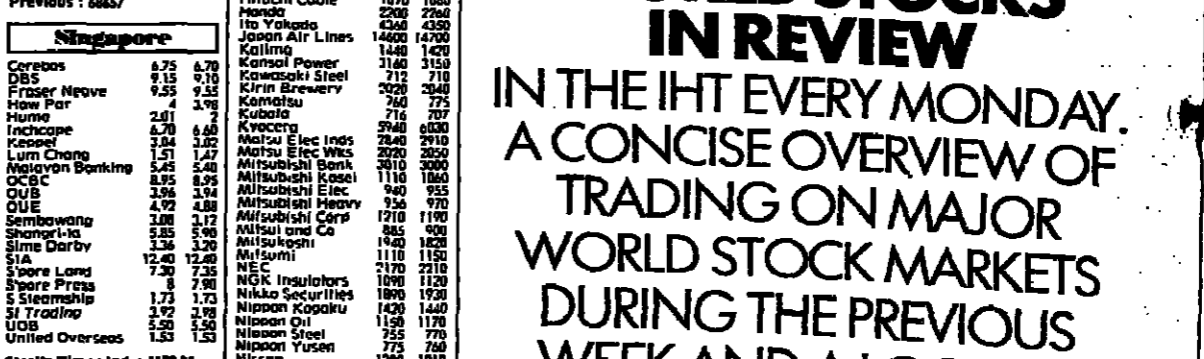 Previous : 68657
Singapore
Cerebos 6.75 6.70
DBS 9.15 9.10
Fraser Neave 9.55 9.55
Haw Par 4 3.98
Hume 2.01 2
Inchcape 6.70 6.60
Keppel 3.04 3.02
Lum Chang 1.51 1.47
Malayan Banking 5.45 5.40
OCBC 8.95 8.95
OUB 3.96 3.94
OUE 4.92 4.88
Sembawang 3.08 3.12
Shangri-la 5.85 5.90
Sime Darby 3.36 3.20
SIA 12.40 12.40
S'pore Land 7.30 7.35
S'pore Press 8 7.90
S Steamship 1.73 1.73
St Trading 3.92 3.98
UOB 5.50 5.50
United Overseas 1.53 1.53
Hitachi Cable 1070 1080
Honda 2200 2260
Ito Yokado 4360 4350
Japan Air Lines 14600 14700
Kajima 1440 1420
Kansai Power 3160 3150
Kawasaki Steel 712 710
Kirin Brewery 2020 2040
Komatsu 760 775
Kubota 716 707
Kyocera 5940 6030
Matsu Elec Inds 2840 2910
Matsu Elec Wks 2020 2050
Mitsubishi Bank 3010 3000
Mitsubishi Kasei 1110 1060
Mitsubishi Elec 940 955
Mitsubishi Heavy 956 970
Mitsubishi Corp 1210 1190
Mitsui and Co 885 900
Mitsukoshi 1940 1820
Mitsumi 1110 1150
NEC 2170 2210
NGK Insulators 1090 1120
Nikko Securities 1890 1930
Nippon Kogaku 1420 1440
Nippon Oil 1150 1170
Nippon Steel 755 770
Nippon Yusen 775 760
Nissan
STOCKS
IN REVIEW
IN THE IHT EVERY MONDAY.
A CONCISE OVERVIEW OF
TRADING ON MAJOR
WORLD STOCK MARKETS
DURING THE PREVIOUS
WEEK AND A